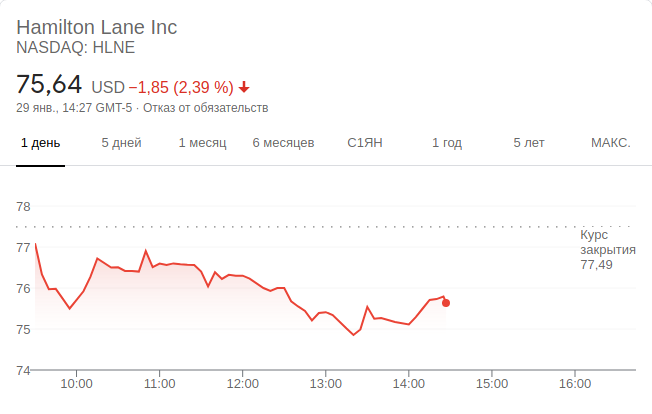 Hamilton Lane Inc
NASDAQ: HLNE
75,64 USD −1,85 (2,39 %)
29 янв., 14:27 GMT-5 · Отказ от обязательств
1 день 5 дней 1 месяц 6 месяцев С1ЯН 1 год 5 лет МАКС.
78
77
76
75
74
Курс
закрытия
77,49
10:00 11:00 12:00 13:00 14:00 15:00 16:00